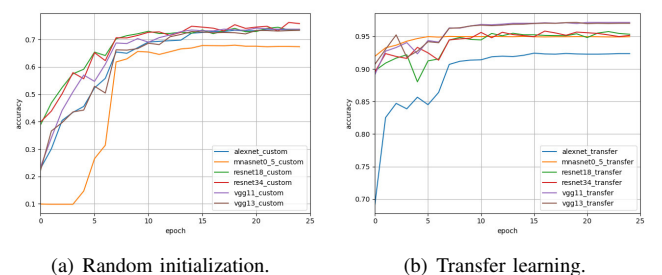 0.7
0.6
0.5
0.4
0.3
0.2
0.1
accuracy
0
5
10
15
20
25
epoch
alexnet_custom
mnasnet0_5_custom
resnet18_custom
resnet34_custom
vgg11_custom
vgg13_custom
(a) Random initialization.
0.95
0.90
0.85
0.80
0.75
0.70
accuracy
0
5
10
15
20
25
epoch
alexnet_transfer
mnasnet0_5_transfer
resnet18_transfer
resnet34_transfer
vgg11_transfer
vgg13_transfer
(b) Transfer learning.